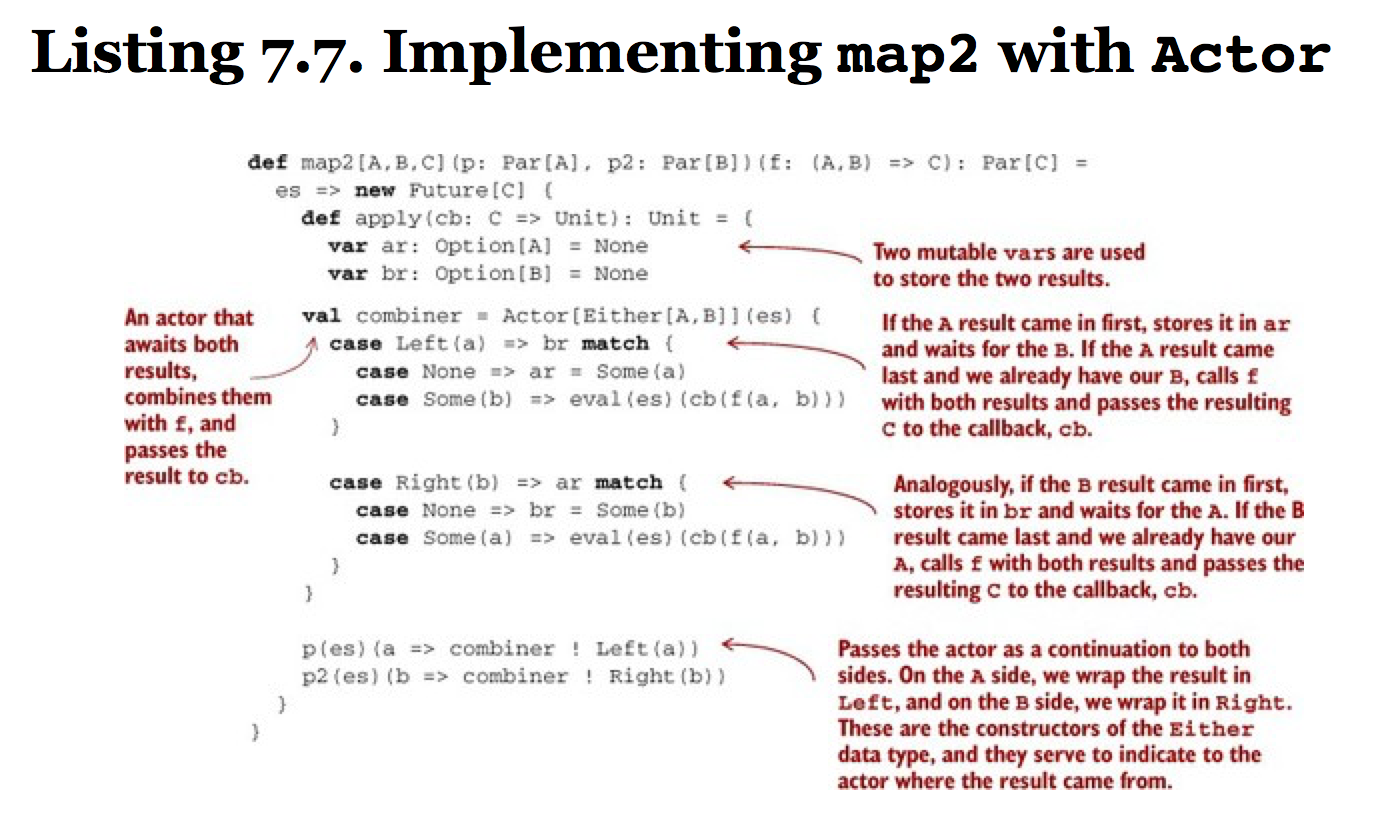 Listing 7.7. Implementing map2 with Actor
def map2[A,B,C](p: Par[A], p2: Par[B])(f: (A,B) => C): Par[C] =
es => new Future[C] {
def apply(cb: C => Unit): Unit = {
var ar: Option[A] = None
var br: Option[B] = None
Two mutable vars are used
to store the two results.
An actor that
awaits both
results,
combines them
with f, and
passes the
result to cb.
val combiner = Actor[Either[A,B]](es) {
case Left(a) => br match {
case None => ar = Some(a)
case Some(b) => eval(es)(cb(f(a, b)))
}
If the A result came in first, stores it in ar
and waits for the B. If the A result came
last and we already have our B, calls f
with both results and passes the resulting
C to the callback, cb.
case Right(b) => ar match {
case None => br = Some(b)
case Some(a) => eval(es)(cb(f(a, b)))
}
}
Analogously, if the B result came in first,
stores it in br and waits for the A. If the B
result came last and we already have our
A, calls f with both results and passes the
resulting C to the callback, cb.
p(es)(a => combiner ! Left(a))
p2(es)(b => combiner ! Right(b))
}
}
Passes the actor as a continuation to both
sides. On the A side, we wrap the result in
Left, and on the B side, we wrap it in Right.
These are the constructors of the Either
data type, and they serve to indicate to the
actor where the result came from.